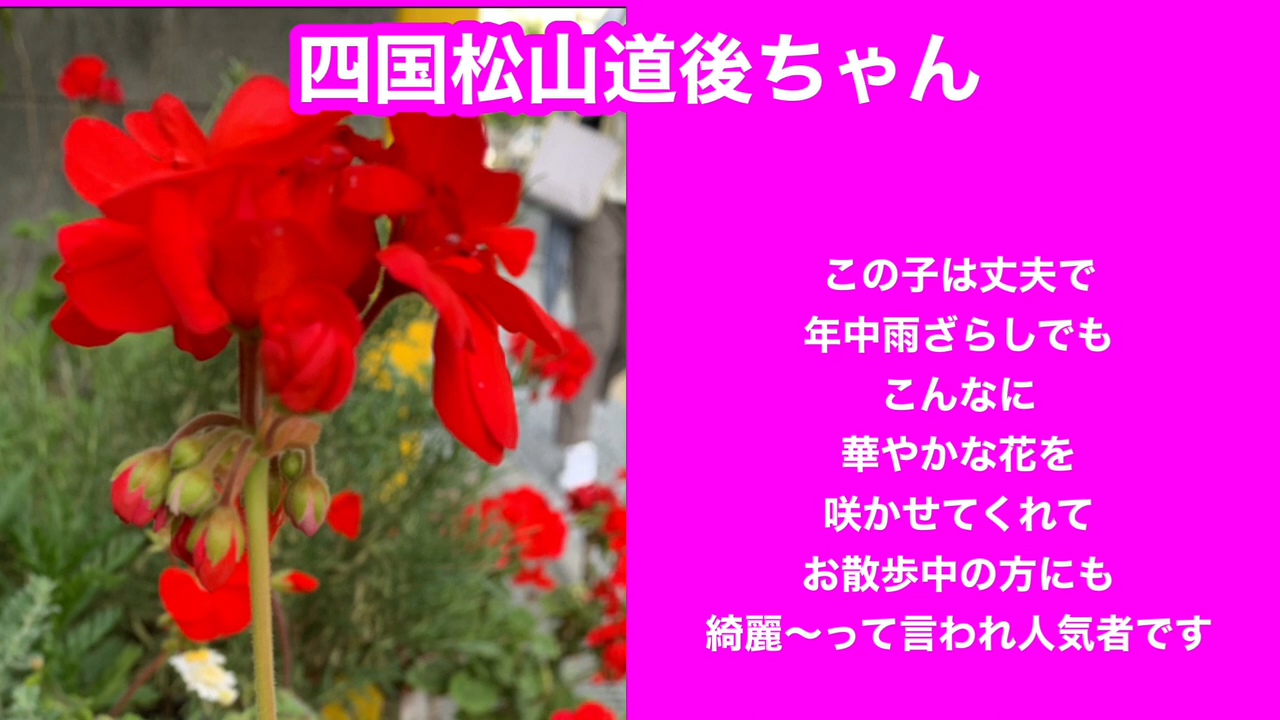 四国松山道後ちゃん
この子は丈夫で
年中雨ざらしでも
こんなに
華やかな花を
咲かせてくれて
お散歩中の方にも
綺麗〜って言われ人気者です